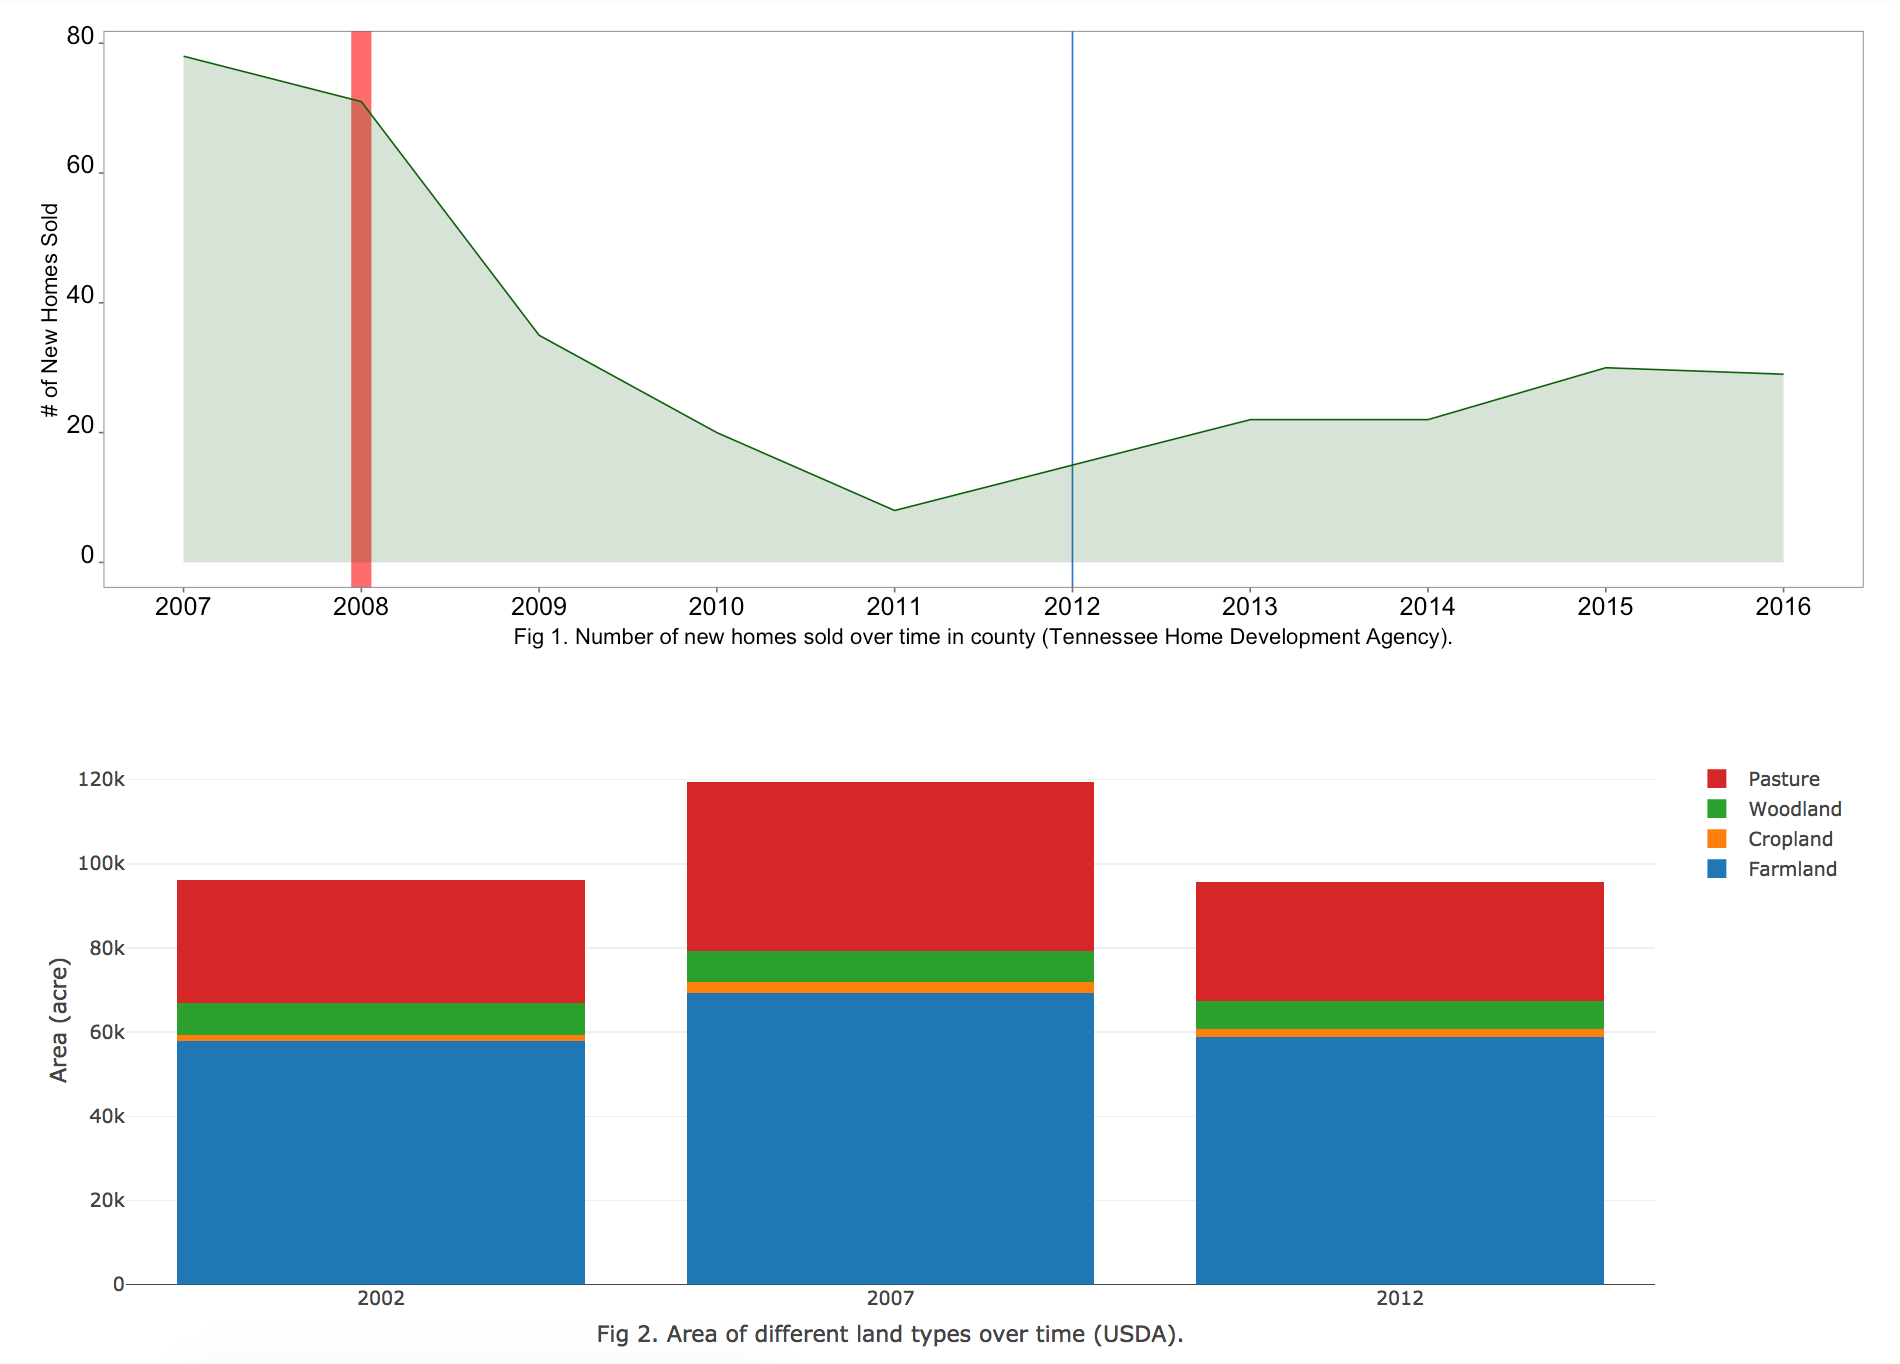 # of New Homes Sold
80
60
40
20
0
2007 2008 2009 2010 2011 2012 2013 2014 2015 2016
Fig 1. Number of new homes sold over time in county (Tennessee Home Development Agency).
Area (acre)
120k
100k
80k
60k
40k
20k
0
2002 2007 2012
Pasture
Woodland
Cropland
Farmland
Fig 2. Area of different land types over time (USDA).